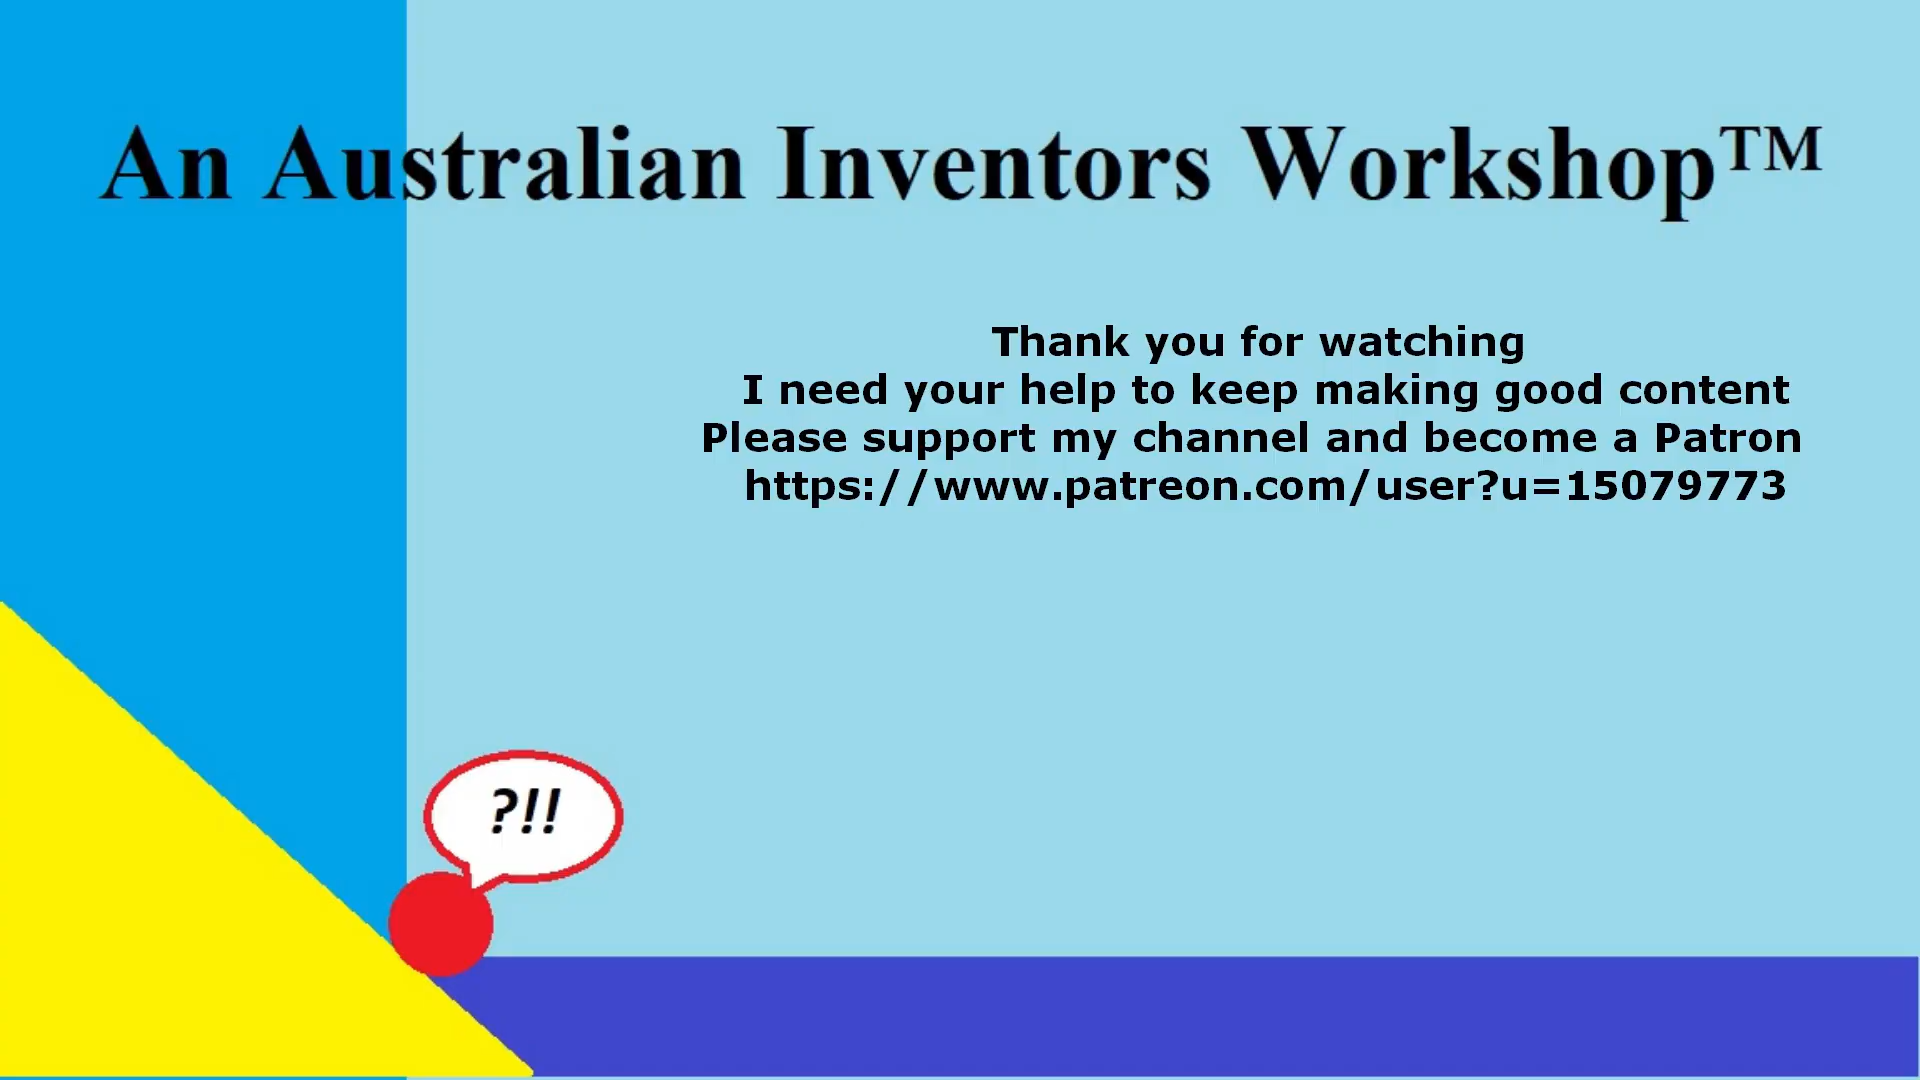 An Australian Inventors Workshop™
Thank you for watching
I need your help to keep making good content
Please support my channel and become a Patron
https://www.patreon.com/user?u=15079773
?!!